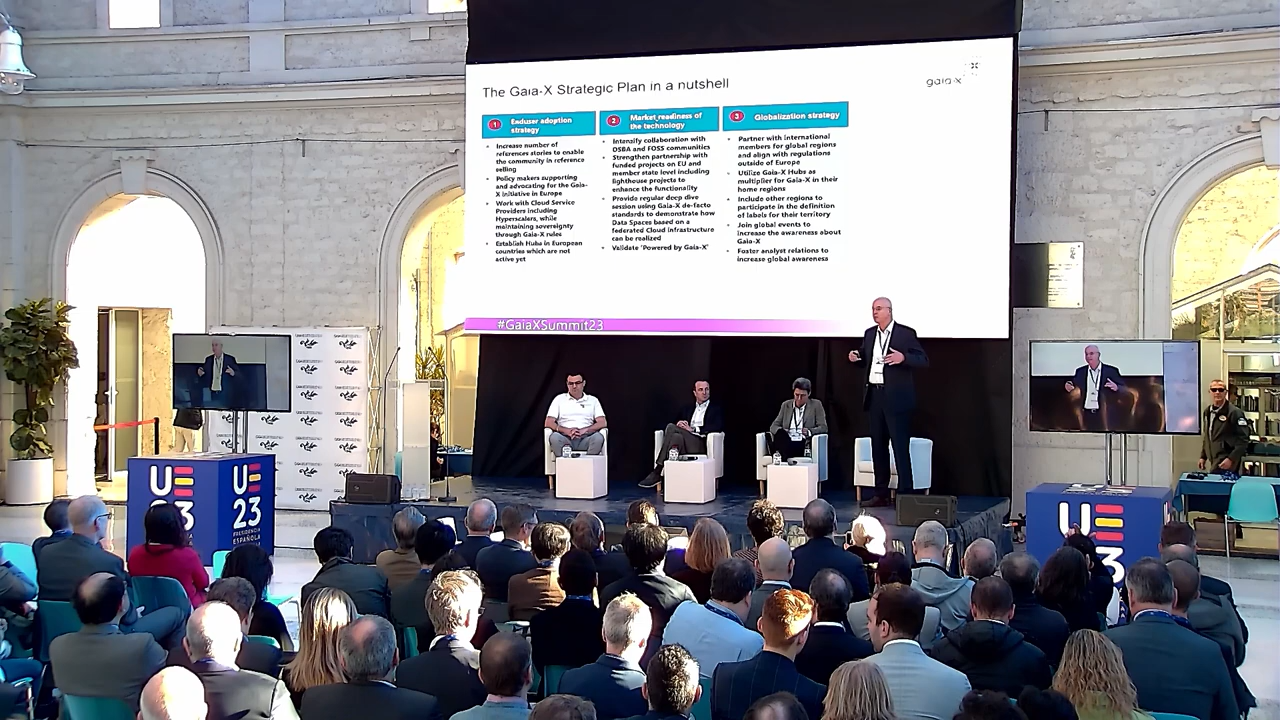 The Gaia-X Strategic Plan in a nutshell
gaia-x
1
Enduser adoption
strategy
• Increase number of
references stories to enable
the community in reference
selling
• Policy makers supporting
and advocating for the Gaia-
X initiative in Europe
• Work with Cloud Service
Providers including
Hyperscalers, while
maintaining sovereignty
through Gaia-X rules
• Establish Hubs in European
countries which are not
active yet
2
Market readiness of
the technology
• Intensify collaboration with
OSBA and FOSS communities
• Strengthen partnership with
funded projects on EU and
member state level including
lighthouse projects to
enhance the functionality
• Provide regular deep dive
session using Gaia-X de-facto
standards to demonstrate how
Data Spaces based on a
federated Cloud infrastructure
can be realized
• Validate 'Powered by Gaia-X'
3
Globalization strategy
• Partner with international
members for global regions
and align with regulations
outside of Europe
• Utilize Gaia-X Hubs as
multiplier for Gaia-X in their
home regions
• Include other regions to
participate in the definition
of labels for their territory
• Join global events to
increase the awareness about
Gaia-X
• Foster analyst relations to
increase global awareness
#GaiaXSummit23
UE
23
UE
23
PRESIDENCIA
ESPAÑOLA
UE
23